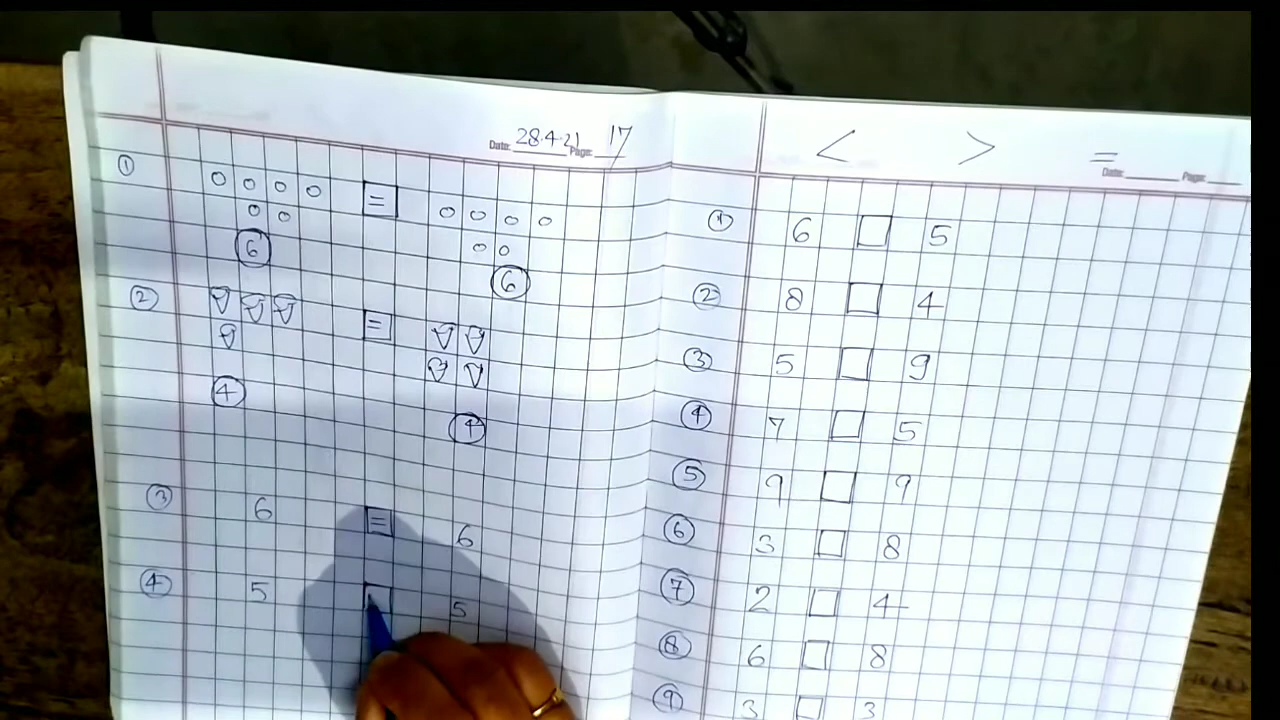 Date: 28.4.21 Page: 17
① =
6 6
② =
4 4
③ 6 = 6
④ 5 □ 5
< > =
Date: Page:
① 6 □ 5
② 8 □ 4
③ 5 □ 9
④ 7 □ 5
⑤ 9 □ 9
⑥ 3 □ 8
⑦ 2 □ 4
⑧ 6 □ 8
⑨ 3 □ 3